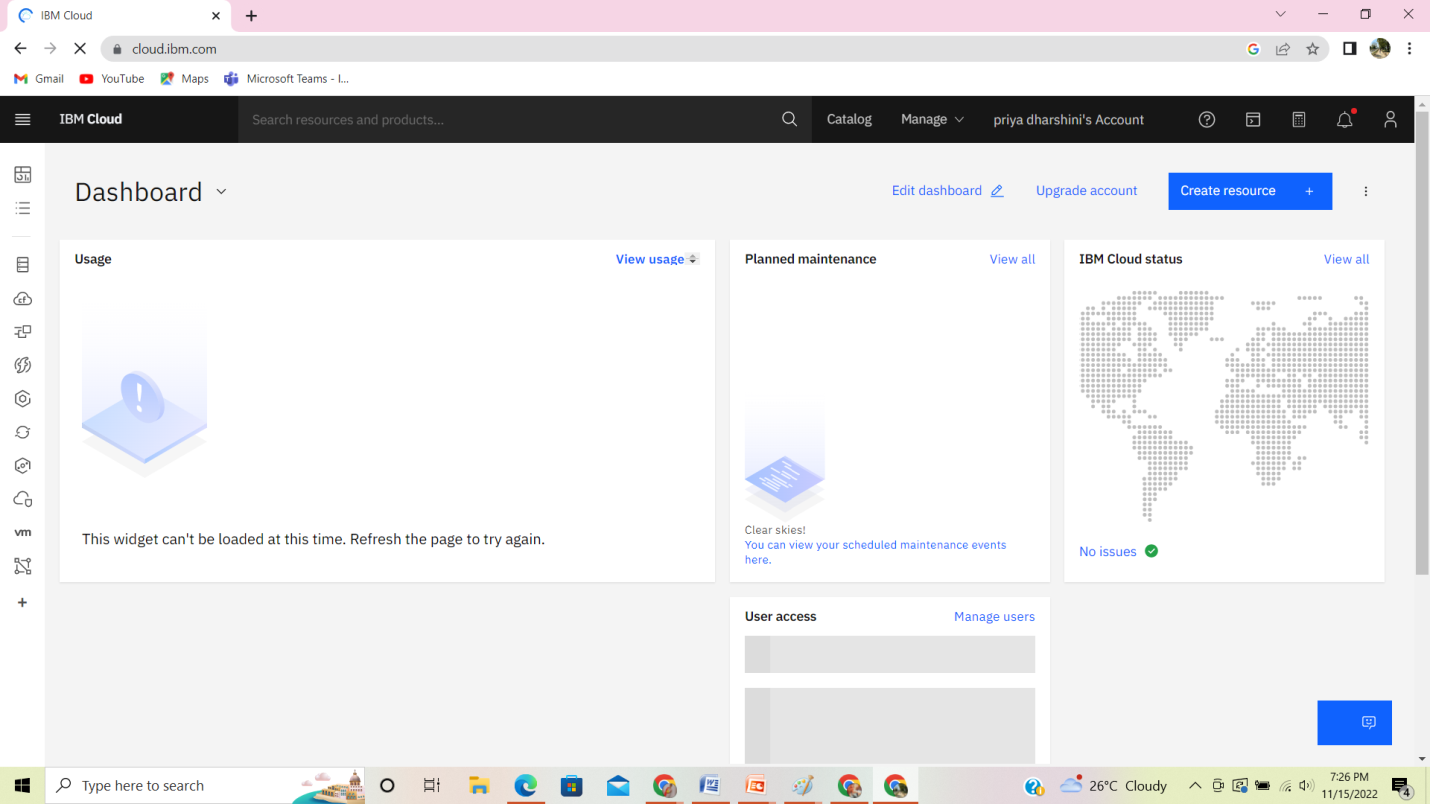 IBM Cloud
cloud.ibm.com
Gmail
YouTube
Maps
Microsoft Teams - I...
IBM Cloud
Search resources and products...
Catalog
Manage
priya dharshini's Account
Dashboard
Edit dashboard
Upgrade account
Create resource +
Usage
View usage
Planned maintenance
View all
IBM Cloud status
View all
This widget can't be loaded at this time. Refresh the page to try again.
Clear skies!
You can view your scheduled maintenance events
here.
No issues
vm
User access
Manage users
Type here to search
26°C Cloudy
7:26 PM
11/15/2022
4